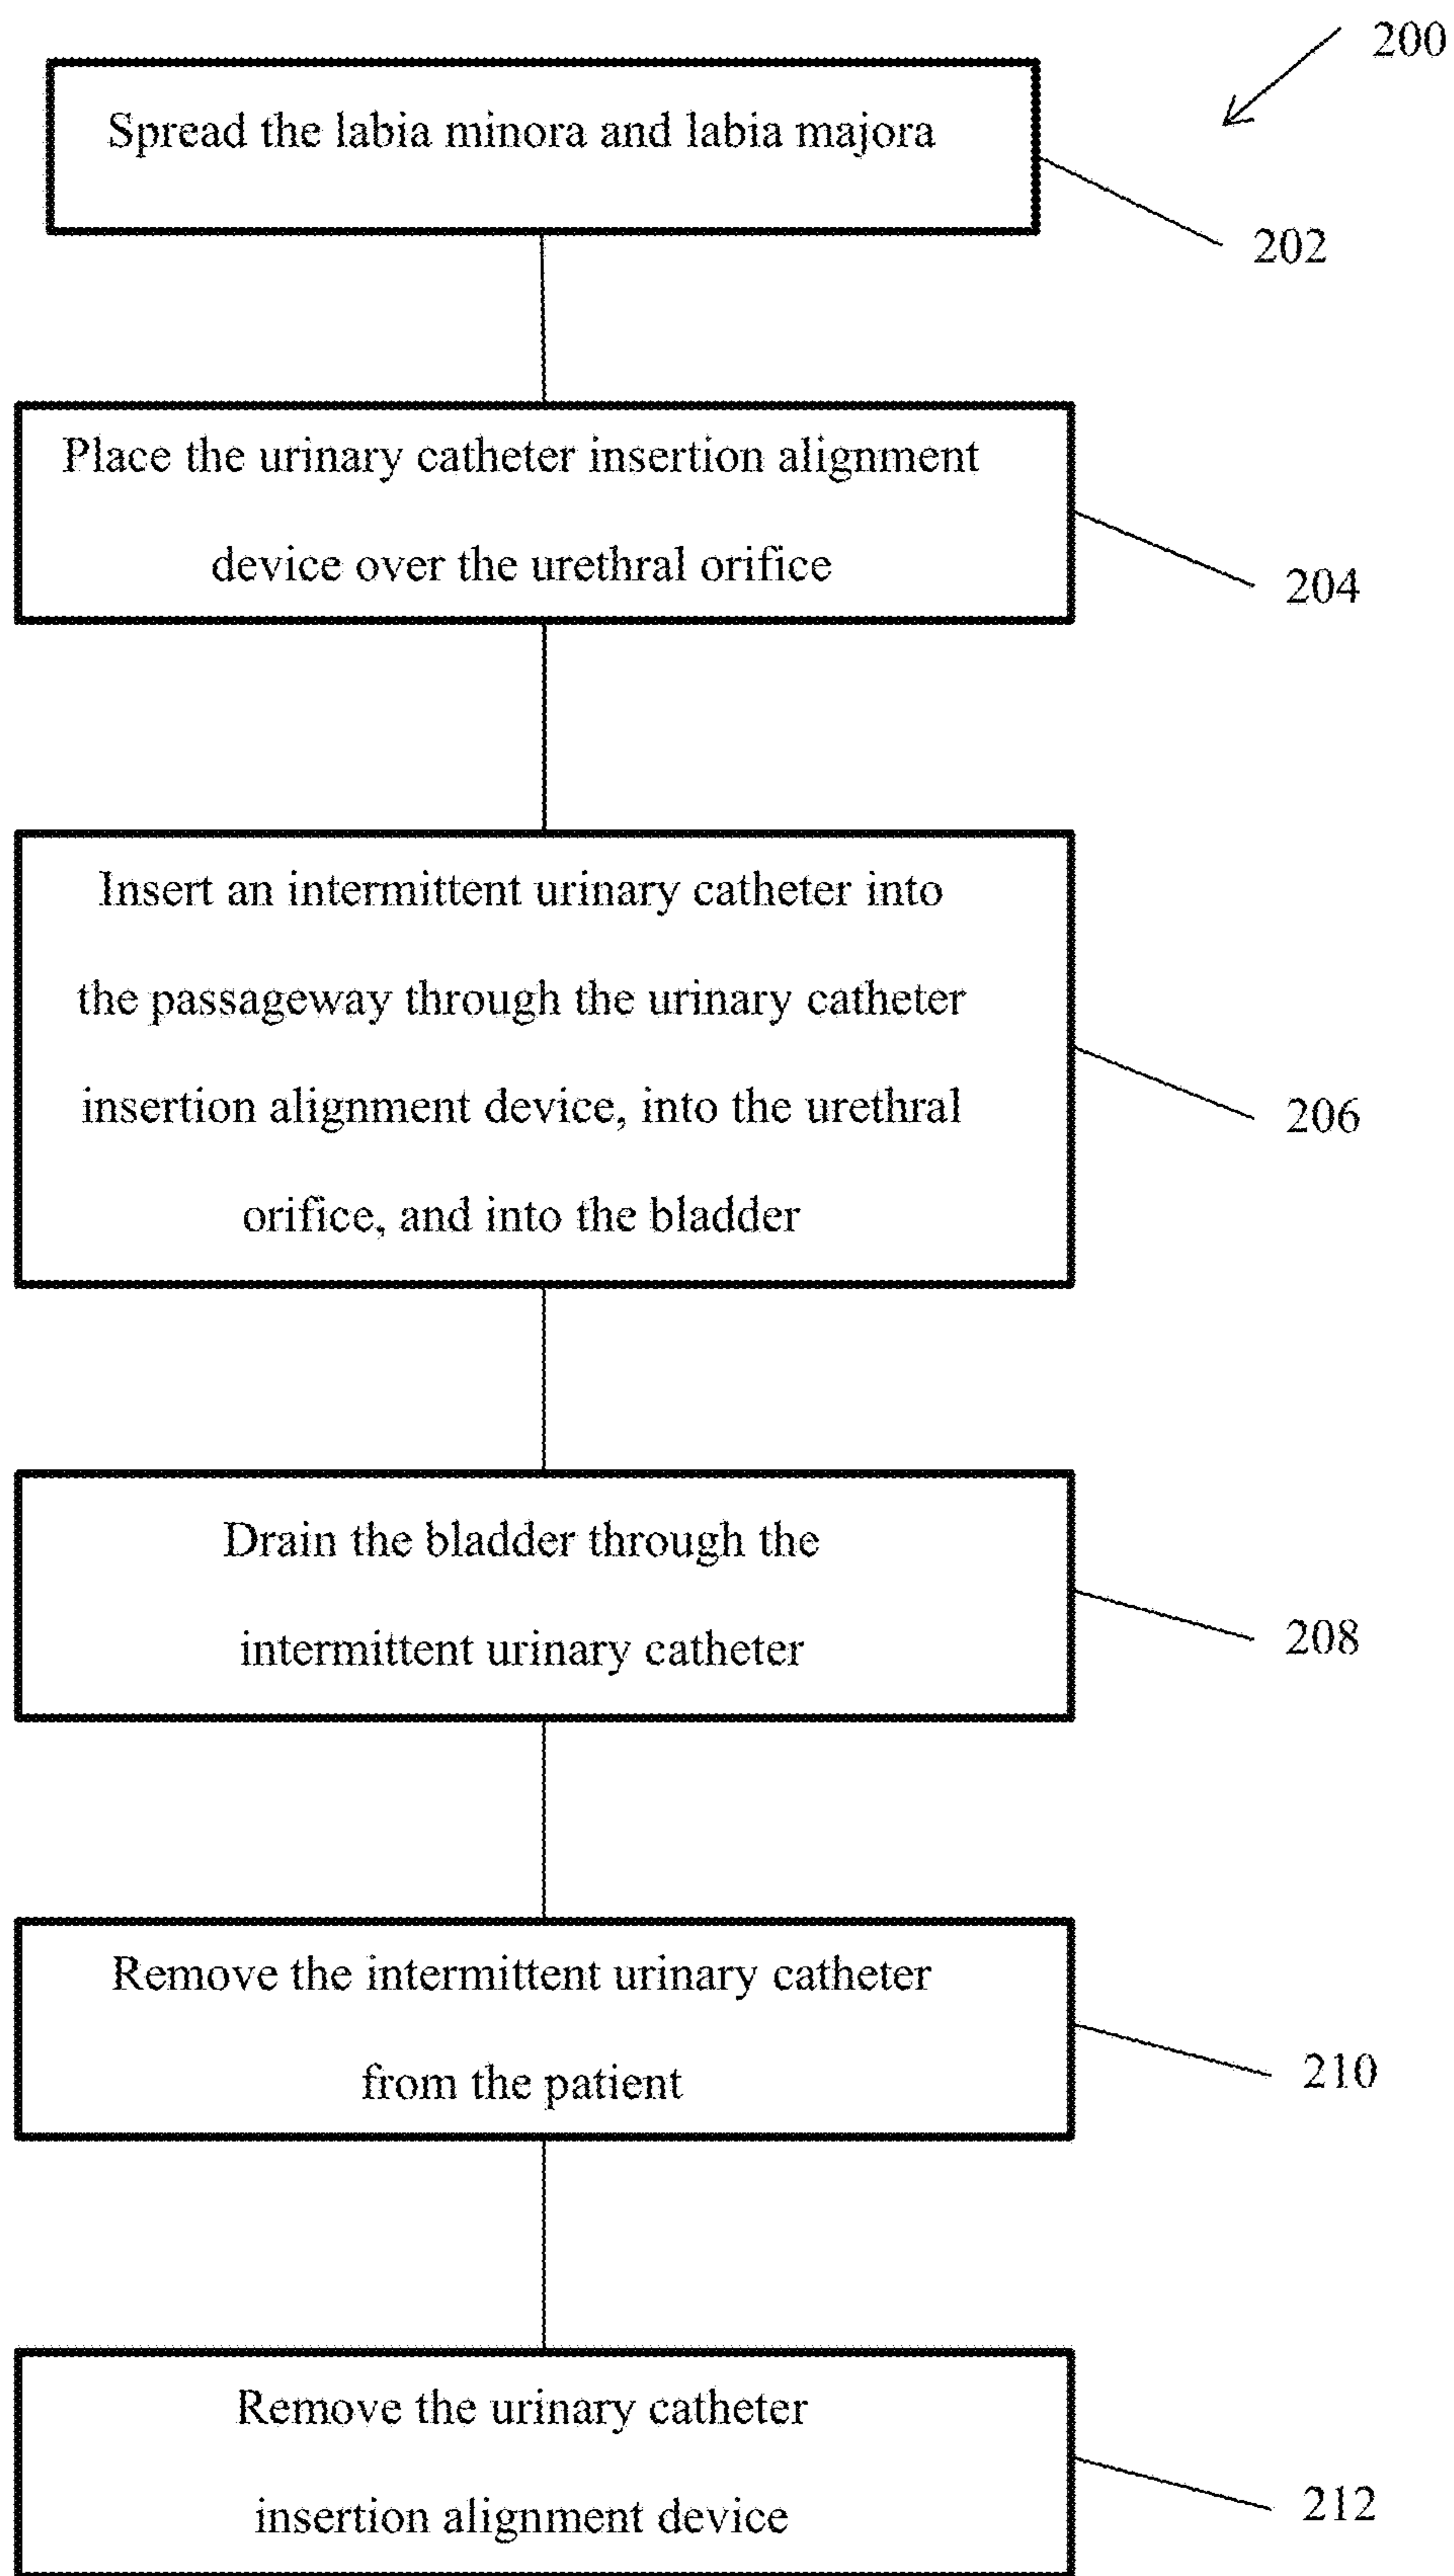 200
Spread the labia minora and labia majora
202
Place the urinary catheter insertion alignment
device over the urethral orifice
204
Insert an intermittent urinary catheter into
the passageway through the urinary catheter
insertion alignment device, into the urethral
orifice, and into the bladder
206
Drain the bladder through the
intermittent urinary catheter
208
Remove the intermittent urinary catheter
from the patient
210
Remove the urinary catheter
insertion alignment device
212